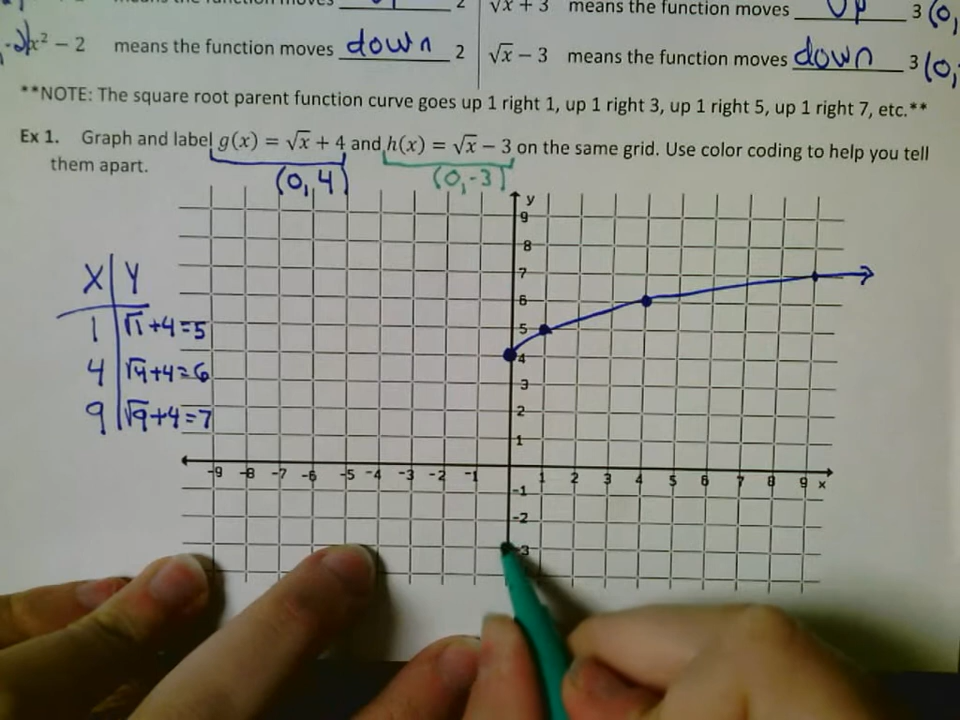 up 2
√x + 3 means the function moves up 3 (0,
x² − 2 means the function moves down 2
√x − 3 means the function moves down 3 (0,
**NOTE: The square root parent function curve goes up 1 right 1, up 1 right 3, up 1 right 5, up 1 right 7, etc.**
Ex 1. Graph and label g(x) = √x + 4 and h(x) = √x − 3 on the same grid. Use color coding to help you tell
them apart.
(0, 4) (0, -3)
y
9
8
7
6
5
4
3
2
1
X Y
1 √1 +4=5
4 √4+4=6
9 √9+4=7
-9 -8 -7 -6 -5 -4 -3 -2 -1 1 2 3 4 5 6 7 8 9 x
-1
-2
3